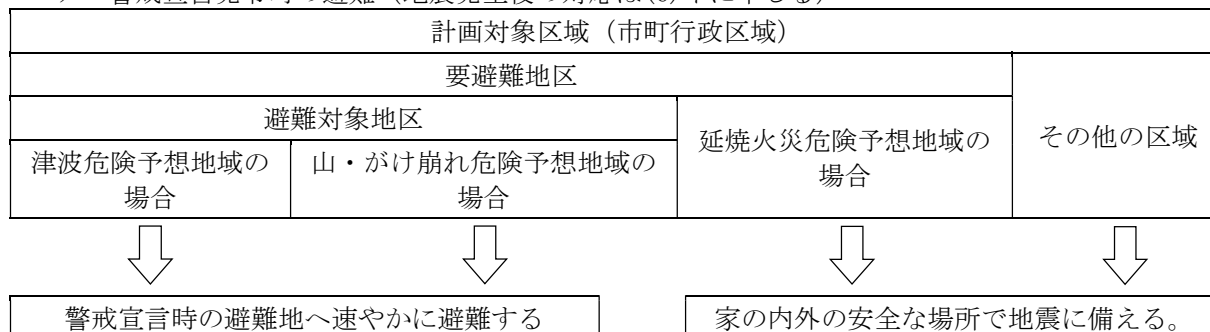 計画対象区域（市町行政区域）
要避難地区
避難対象地区
延焼火災危険予想地域の
場合
その他の区域
津波危険予想地域の
場合
山・がけ崩れ危険予想地域の
場合
警戒宣言時の避難地へ速やかに避難する
家の内外の安全な場所で地震に備える。